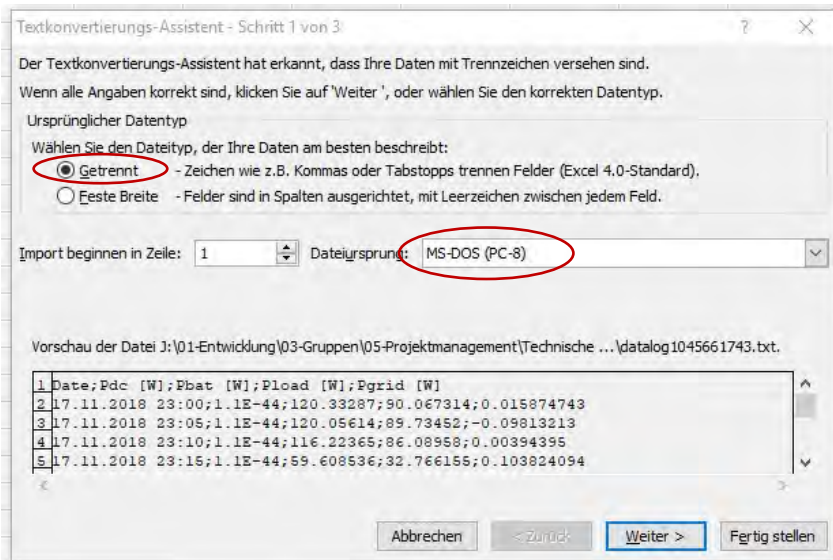 Textkonvertierungs-Assistent - Schritt 1 von 3 ?
Der Textkonvertierungs-Assistent hat erkannt, dass Ihre Daten mit Trennzeichen versehen sind.
Wenn alle Angaben korrekt sind, klicken Sie auf 'Weiter ', oder wählen Sie den korrekten Datentyp.
Ursprünglicher Datentyp
Wählen Sie den Dateityp, der Ihre Daten am besten beschreibt:
Getrennt - Zeichen wie z.B. Kommas oder Tabstopps trennen Felder (Excel 4.0-Standard).
Feste Breite - Felder sind in Spalten ausgerichtet, mit Leerzeichen zwischen jedem Feld.
Import beginnen in Zeile: 1 Dateiursprung: MS-DOS (PC-8)
Vorschau der Datei J:\01-Entwicklung\03-Gruppen\05-Projektmanagement\Technische ...\datalog1045661743.txt.
1 Date;Pdc [W];Pbat [W];Pload [W];Pgrid [W]
2 17.11.2018 23:00;1.1E-44;120.33287;90.067314;0.015874743
3 17.11.2018 23:05;1.1E-44;120.05614;89.73452;-0.09813213
4 17.11.2018 23:10;1.1E-44;116.22365;86.08958;0.00394395
5 17.11.2018 23:15;1.1E-44;59.608536;32.766155;0.103824094
Abbrechen < Zurück Weiter > Fertig stellen